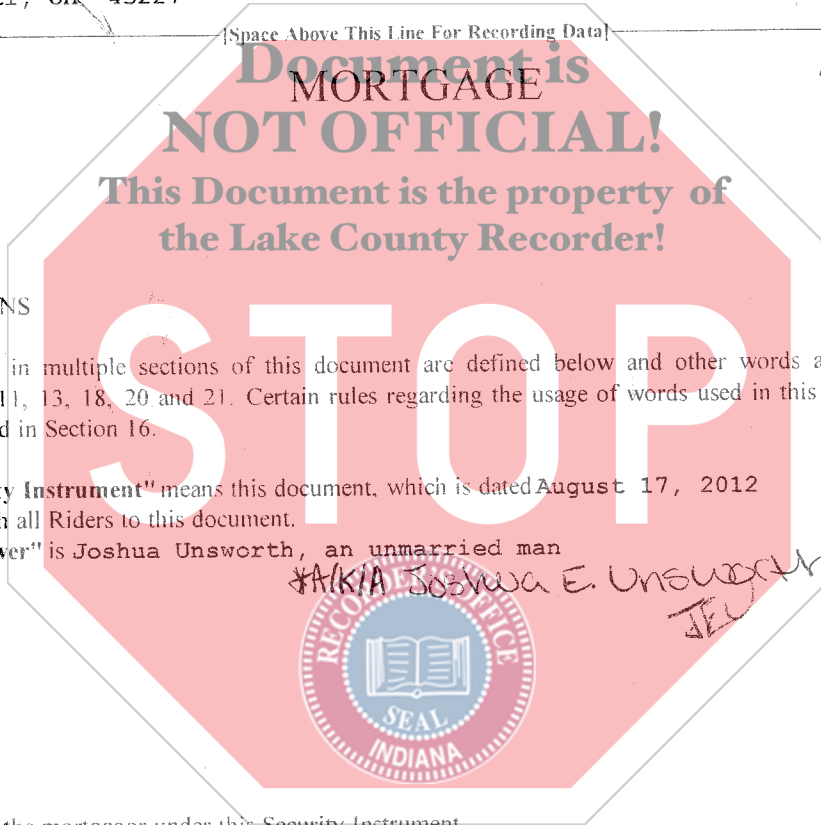 OH 45227
[Space Above This Line For Recording Data]
Document is
MORTGAGE
NOT OFFICIAL!
This Document is the property of
the Lake County Recorder!
NS
STOP
in multiple sections of this document are defined below and other words a
11, 13, 18, 20 and 21. Certain rules regarding the usage of words used in this
d in Section 16.
y Instrument" means this document, which is dated August 17, 2012
all Riders to this document.
er" is Joshua Unsworth, an unmarried man
*A/K/A Joshua E. Unsworth
JEU
RECORDER'S OFFICE
SEAL
INDIANA
the mortgagor under this Security Instrument.